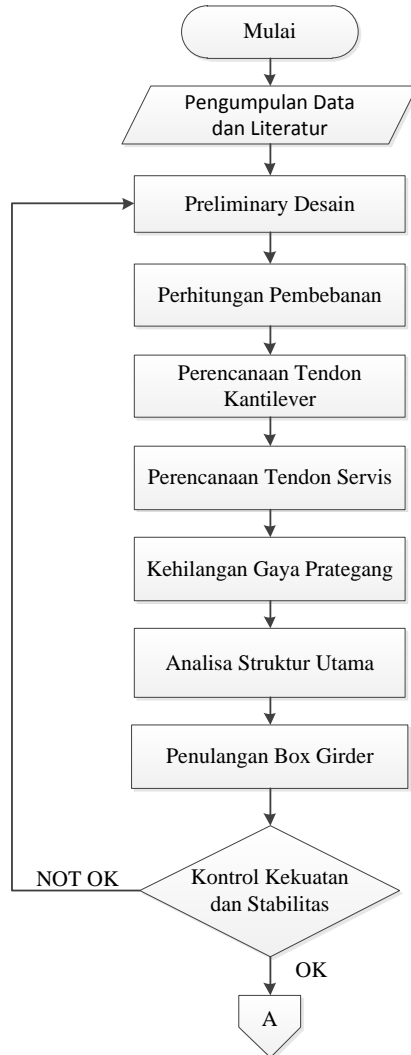 Mulai
Pengumpulan Data
dan Literatur
Preliminary Desain
Perhitungan Pembebanan
Perencanaan Tendon
Kantilever
Perencanaan Tendon Servis
Kehilangan Gaya Prategang
Analisa Struktur Utama
Penulangan Box Girder
Kontrol Kekuatan
dan Stabilitas
NOT OK
OK
A